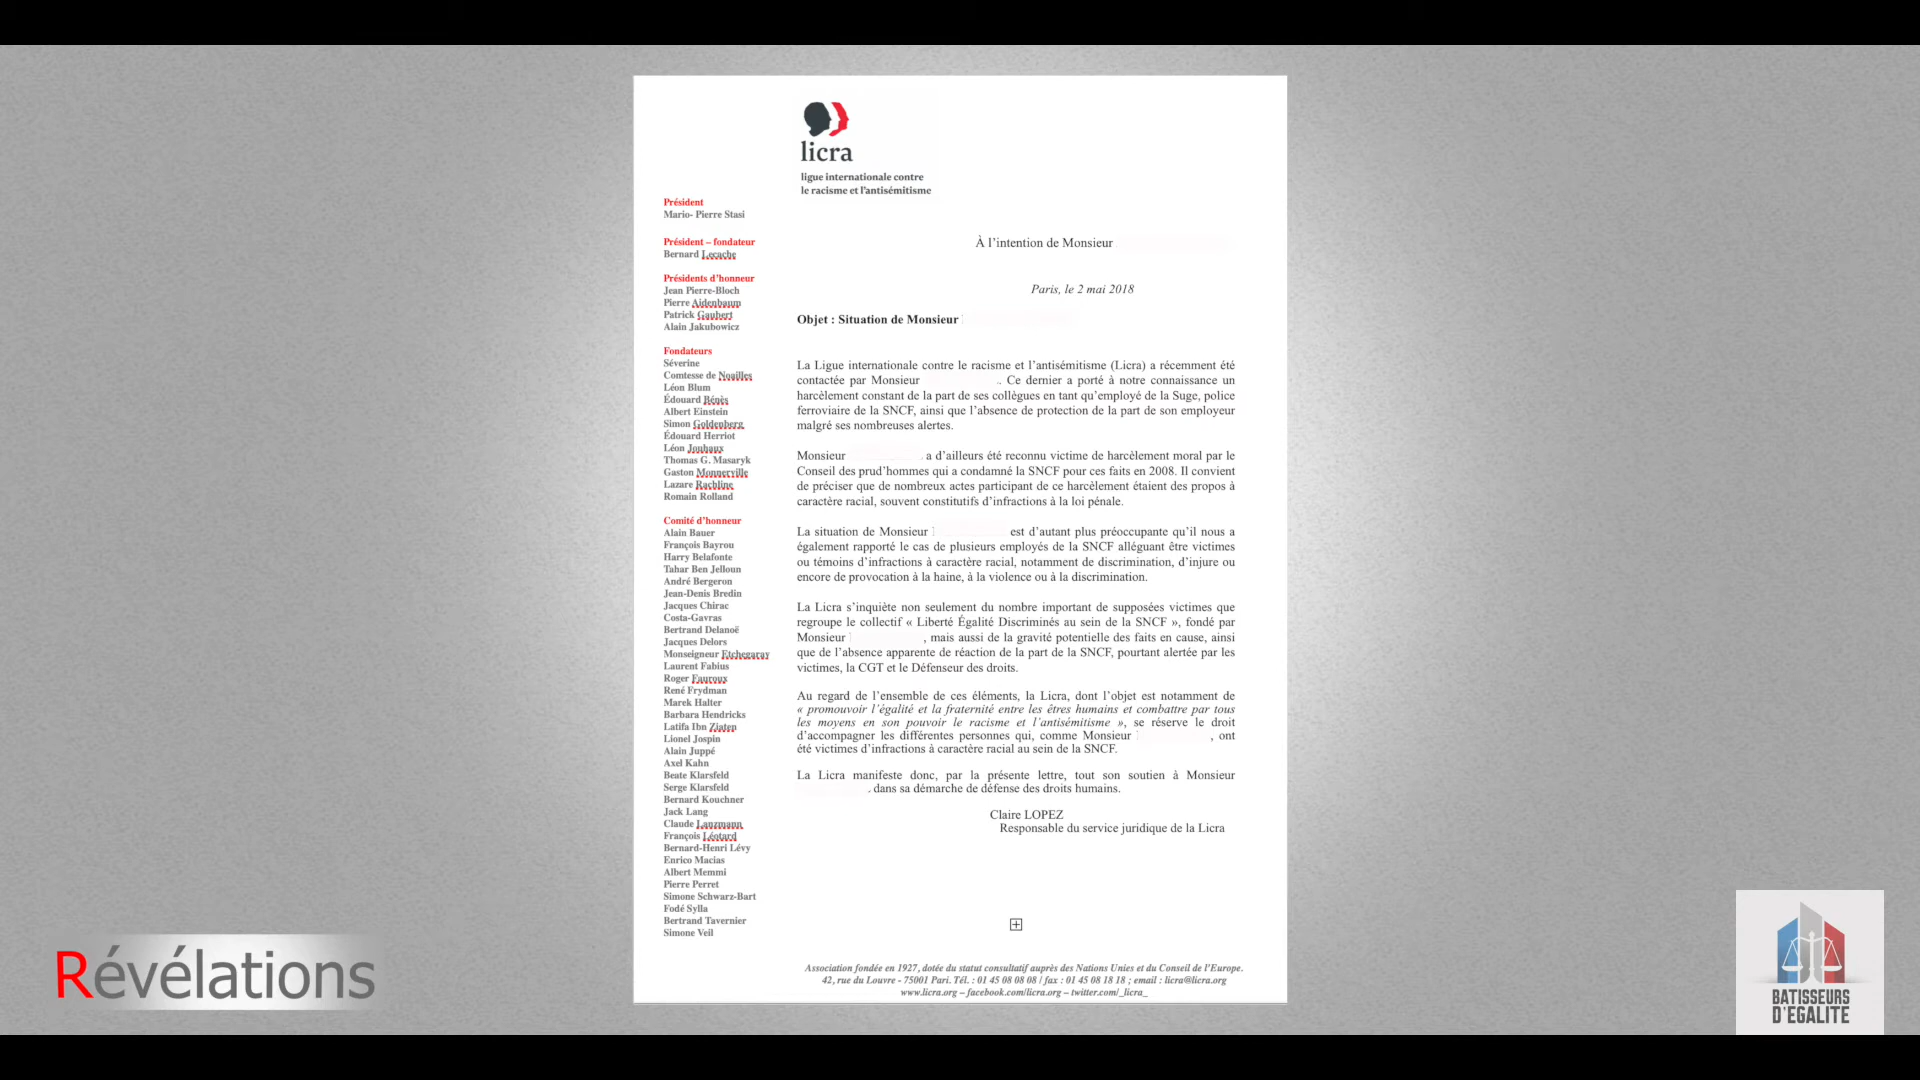 licra
ligue internationale contre
le racisme et l'antisémitisme
Président
Mario- Pierre Stasi
Président – fondateur
Bernard Lecache
Présidents d'honneur
Jean Pierre-Bloch
Pierre Aidenbaum
Patrick Gaubert
Alain Jakubowicz
Fondateurs
Séverine
Comtesse de Noailles
Léon Blum
Édouard Bénès
Albert Einstein
Simon Goldenberg
Édouard Herriot
Léon Jouhaux
Thomas G. Masaryk
Gaston Monnerville
Lazare Rachline
Romain Rolland
Comité d'honneur
Alain Bauer
François Bayrou
Harry Belafonte
Tahar Ben Jelloun
André Bergeron
Jean-Denis Bredin
Jacques Chirac
Costa-Gavras
Bertrand Delanoë
Jacques Delors
Monseigneur Etchegaray
Laurent Fabius
Roger Fauroux
René Frydman
Marek Halter
Barbara Hendricks
Latifa Ibn Ziaten
Lionel Jospin
Alain Juppé
Axel Kahn
Beate Klarsfeld
Serge Klarsfeld
Bernard Kouchner
Jack Lang
Claude Lanzmann
François Léotard
Bernard-Henri Lévy
Enrico Macias
Albert Memmi
Pierre Perret
Simone Schwarz-Bart
Fodé Sylla
Bertrand Tavernier
Simone Veil
À l'intention de Monsieur
Paris, le 2 mai 2018
Objet : Situation de Monsieur
La Ligue internationale contre le racisme et l'antisémitisme (Licra) a récemment été
contactée par Monsieur . Ce dernier a porté à notre connaissance un
harcèlement constant de la part de ses collègues en tant qu'employé de la Suge, police
ferroviaire de la SNCF, ainsi que l'absence de protection de la part de son employeur
malgré ses nombreuses alertes.
Monsieur a d'ailleurs été reconnu victime de harcèlement moral par le
Conseil des prud'hommes qui a condamné la SNCF pour ces faits en 2008. Il convient
de préciser que de nombreux actes participant de ce harcèlement étaient des propos à
caractère racial, souvent constitutifs d'infractions à la loi pénale.
La situation de Monsieur est d'autant plus préoccupante qu'il nous a
également rapporté le cas de plusieurs employés de la SNCF alléguant être victimes
ou témoins d'infractions à caractère racial, notamment de discrimination, d'injure ou
encore de provocation à la haine, à la violence ou à la discrimination.
La Licra s'inquiète non seulement du nombre important de supposées victimes que
regroupe le collectif « Liberté Égalité Discriminés au sein de la SNCF », fondé par
Monsieur , mais aussi de la gravité potentielle des faits en cause, ainsi
que de l'absence apparente de réaction de la part de la SNCF, pourtant alertée par les
victimes, la CGT et le Défenseur des droits.
Au regard de l'ensemble de ces éléments, la Licra, dont l'objet est notamment de
« promouvoir l'égalité et la fraternité entre les êtres humains et combattre par tous
les moyens en son pouvoir le racisme et l'antisémitisme », se réserve le droit
d'accompagner les différentes personnes qui, comme Monsieur , ont
été victimes d'infractions à caractère racial au sein de la SNCF.
La Licra manifeste donc, par la présente lettre, tout son soutien à Monsieur
. dans sa démarche de défense des droits humains.
Claire LOPEZ
Responsable du service juridique de la Licra
Association fondée en 1927, dotée du statut consultatif auprès des Nations Unies et du Conseil de l'Europe.
42, rue du Louvre - 75001 Pari. Tél. : 01 45 08 08 08 / fax : 01 45 08 18 18 ; email : licra@licra.org
www.licra.org – facebook.com/licra.org – twitter.com/_licra_
Révélations
BATISSEURS
D'EGALITE